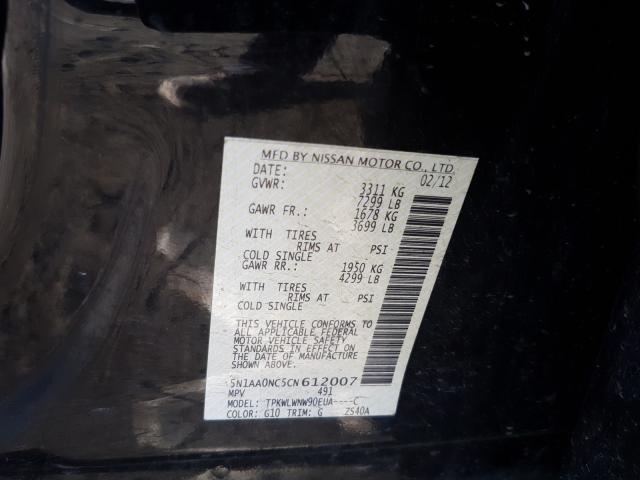 MFD BY NISSAN MOTOR CO., LTD.
DATE: 02/12
GVWR: 3311 KG
7299 LB
GAWR FR.: 1678 KG
3699 LB
WITH TIRES
RIMS AT PSI
COLD SINGLE
GAWR RR.: 1950 KG
4299 LB
WITH TIRES
RIMS AT PSI
COLD SINGLE
THIS VEHICLE CONFORMS TO
ALL APPLICABLE FEDERAL
MOTOR VEHICLE SAFETY
STANDARDS IN EFFECT ON
THE DATE OF MANUFACTURE
SHOWN ABOVE.
5N1AA0NC5CN612007
MPV 491
MODEL: TPKWLWNW90EUA----C
COLOR: G10 TRIM: G ZS40A